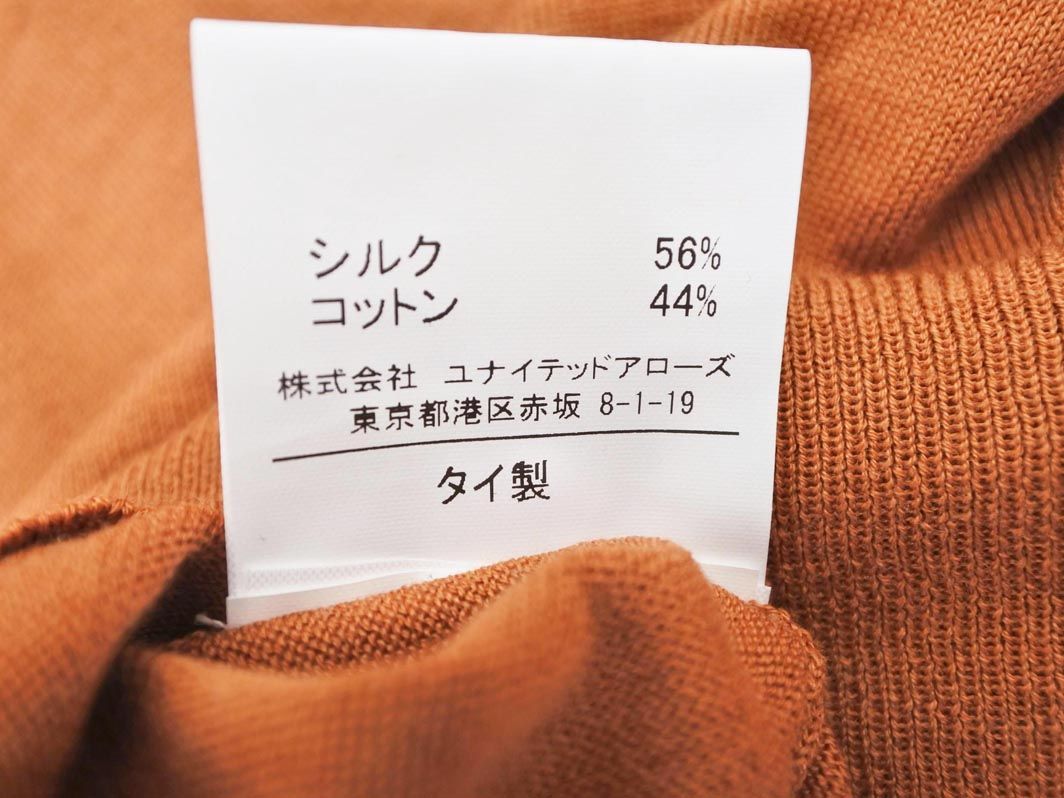 シルク 56%
コットン 44%
株式会社 ユナイテッドアローズ
東京都港区赤坂 8-1-19
タイ製